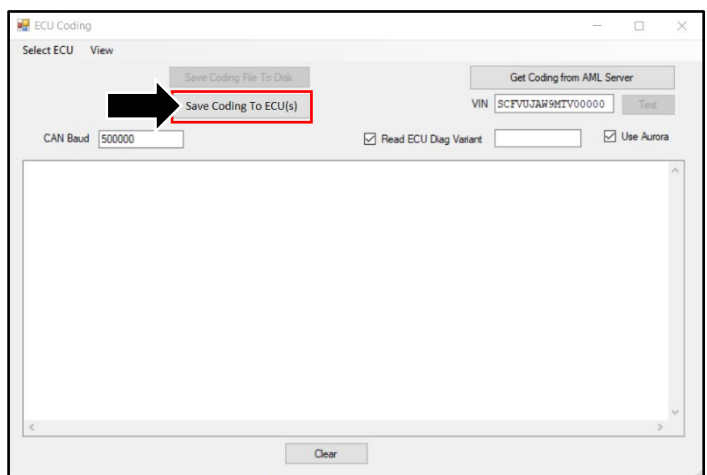 ECU Coding
Select ECU View
Save Coding File To Disk Get Coding from AML Server
Save Coding To ECU(s) VIN SCFVUJAW9MTV00000 Test
CAN Baud 500000 Read ECU Diag Variant Use Aurora
Clear